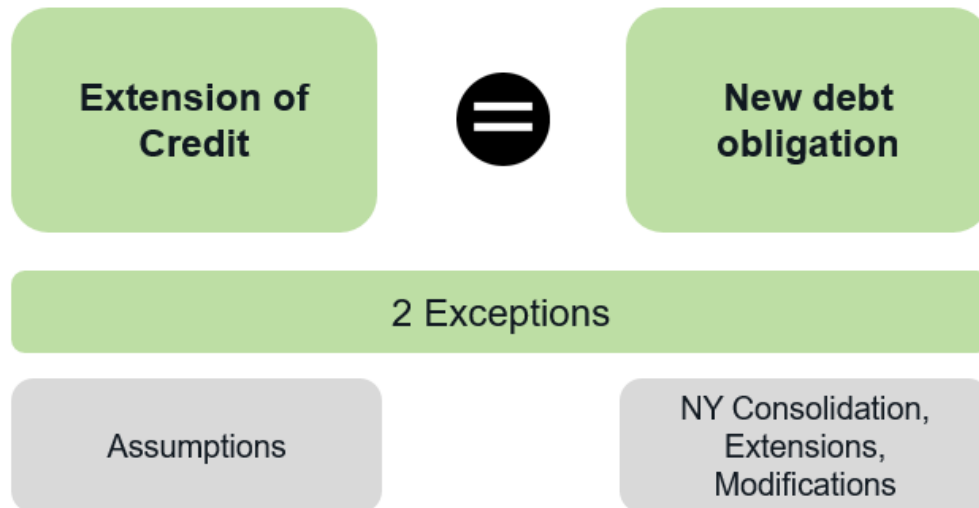 Extension of
Credit
New debt
obligation
2 Exceptions
Assumptions
NY Consolidation,
Extensions,
Modifications